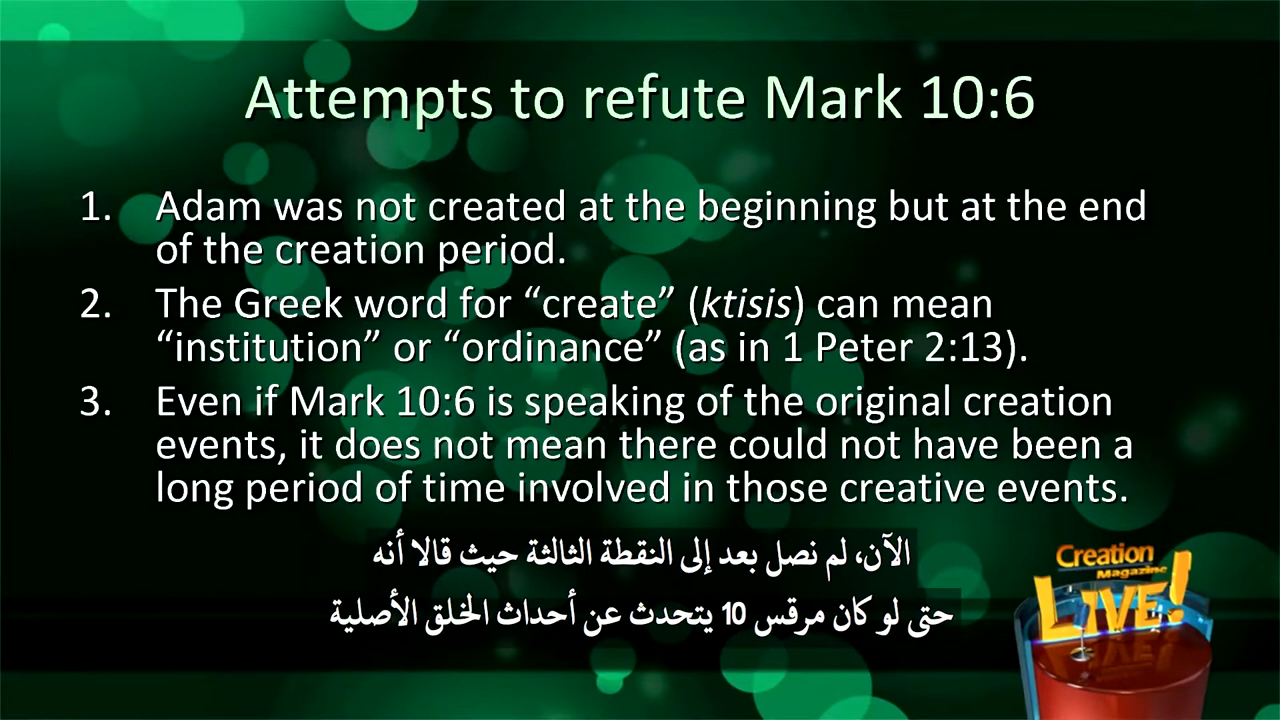 Attempts to refute Mark 10:6
1. Adam was not created at the beginning but at the end
of the creation period.
2. The Greek word for “create” (ktisis) can mean
“institution” or “ordinance” (as in 1 Peter 2:13).
3. Even if Mark 10:6 is speaking of the original creation
events, it does not mean there could not have been a
long period of time involved in those creative events.
الآن، لم نصل بعد إلى النقطة الثالثة حيث قالا أنه
حتى لو كان مرقس 10 يتحدث عن أحداث الخلق الأصلية
Creation
Magazine
LIVE!